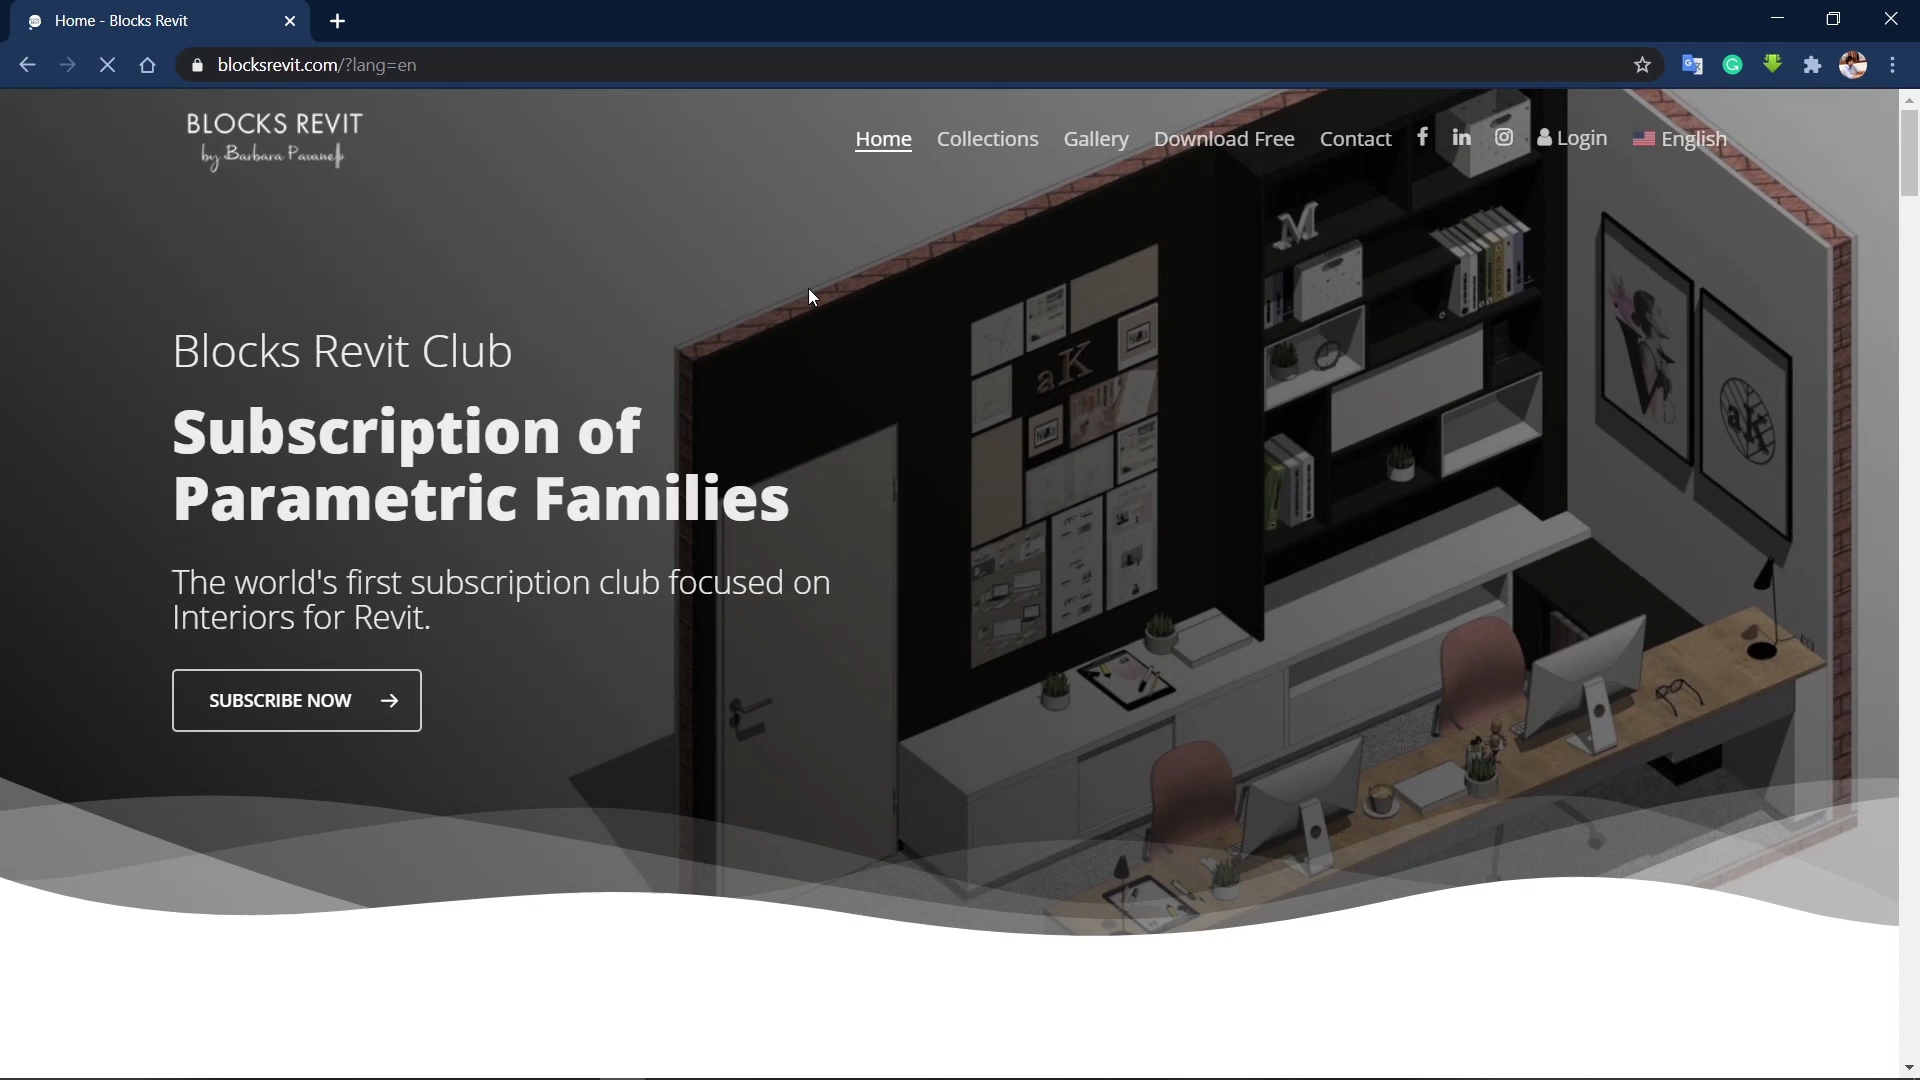 Home - Blocks Revit
blocksrevit.com/?lang=en
BLOCKS REVIT
by Barbara Pavanelli
Home
Collections
Gallery
Download Free
Contact
Login
English
Blocks Revit Club
Subscription of
Parametric Families
The world's first subscription club focused on
Interiors for Revit.
SUBSCRIBE NOW
M
aK
aK